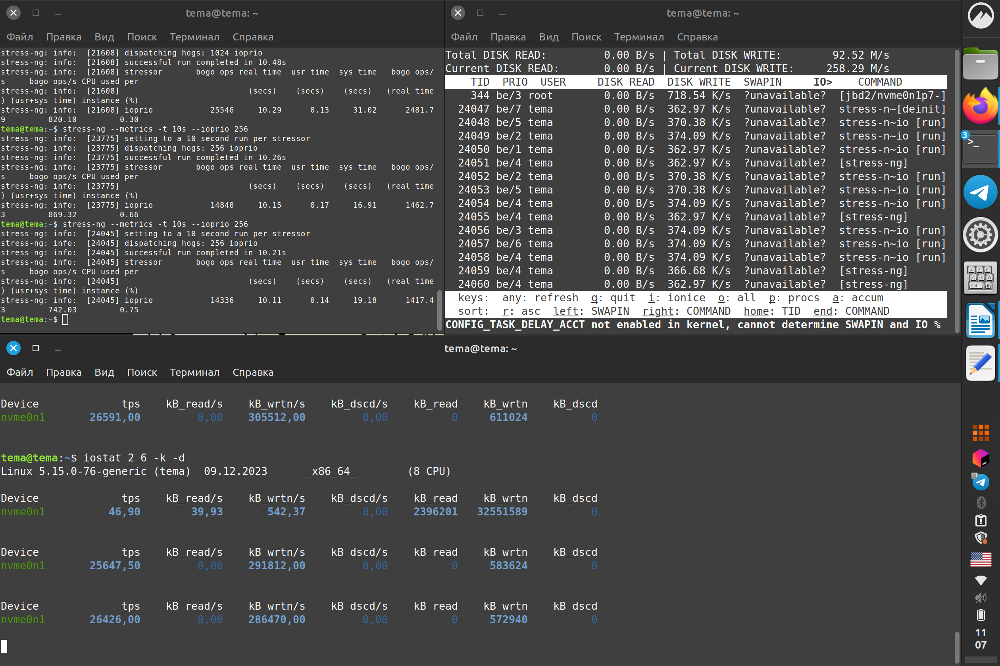 tema@tema: ~
Файл Правка Вид Поиск Терминал Справка
stress-ng: info:  [21608] dispatching hogs: 1024 ioprio
stress-ng: info:  [21608] successful run completed in 10.48s
stress-ng: info:  [21608] stressor       bogo ops real time  usr time  sys time   bogo ops/
s     bogo ops/s CPU used per
stress-ng: info:  [21608]                           (secs)    (secs)    (secs)   (real time
) (usr+sys time) instance (%)
stress-ng: info:  [21608] ioprio            25546     10.29      0.13     31.02      2481.7
9         820.10         0.30
tema@tema:~$ stress-ng --metrics -t 10s --ioprio 256
stress-ng: info:  [23775] setting to a 10 second run per stressor
stress-ng: info:  [23775] dispatching hogs: 256 ioprio
stress-ng: info:  [23775] successful run completed in 10.26s
stress-ng: info:  [23775] stressor       bogo ops real time  usr time  sys time   bogo ops/
s     bogo ops/s CPU used per
stress-ng: info:  [23775]                           (secs)    (secs)    (secs)   (real time
) (usr+sys time) instance (%)
stress-ng: info:  [23775] ioprio            14848     10.15      0.17     16.91      1462.7
3         869.32         0.66
tema@tema:~$ stress-ng --metrics -t 10s --ioprio 256
stress-ng: info:  [24045] setting to a 10 second run per stressor
stress-ng: info:  [24045] dispatching hogs: 256 ioprio
stress-ng: info:  [24045] successful run completed in 10.21s
stress-ng: info:  [24045] stressor       bogo ops real time  usr time  sys time   bogo ops/
s     bogo ops/s CPU used per
stress-ng: info:  [24045]                           (secs)    (secs)    (secs)   (real time
) (usr+sys time) instance (%)
stress-ng: info:  [24045] ioprio            14336     10.11      0.14     19.18      1417.4
3         742.03         0.75
tema@tema:~$
tema@tema: ~
Файл Правка Вид Поиск Терминал Справка
Total DISK READ:         0.00 B/s | Total DISK WRITE:        92.52 M/s
Current DISK READ:       0.00 B/s | Current DISK WRITE:     258.29 M/s
TID  PRIO  USER     DISK READ  DISK WRITE  SWAPIN     IO>    COMMAND
344 be/3 root        0.00 B/s  718.54 K/s  ?unavailable?  [jbd2/nvme0n1p7-]
24047 be/7 tema        0.00 B/s  362.97 K/s  ?unavailable?  stress-n~[deinit]
24048 be/5 tema        0.00 B/s  370.38 K/s  ?unavailable?  stress-n~io [run]
24049 be/2 tema        0.00 B/s  374.09 K/s  ?unavailable?  stress-n~io [run]
24050 be/1 tema        0.00 B/s  362.97 K/s  ?unavailable?  stress-n~io [run]
24051 be/4 tema        0.00 B/s  362.97 K/s  ?unavailable?  [stress-ng]
24052 be/2 tema        0.00 B/s  370.38 K/s  ?unavailable?  stress-n~io [run]
24053 be/5 tema        0.00 B/s  370.38 K/s  ?unavailable?  stress-n~io [run]
24054 be/4 tema        0.00 B/s  374.09 K/s  ?unavailable?  stress-n~io [run]
24055 be/4 tema        0.00 B/s  362.97 K/s  ?unavailable?  [stress-ng]
24056 be/3 tema        0.00 B/s  374.09 K/s  ?unavailable?  stress-n~io [run]
24057 be/6 tema        0.00 B/s  374.09 K/s  ?unavailable?  stress-n~io [run]
24058 be/4 tema        0.00 B/s  374.09 K/s  ?unavailable?  stress-n~io [run]
24059 be/4 tema        0.00 B/s  366.68 K/s  ?unavailable?  [stress-ng]
24060 be/4 tema        0.00 B/s  362.97 K/s  ?unavailable?  [stress-ng]
keys:  any: refresh  q: quit  i: ionice  o: all  p: procs  a: accum
sort:  r: asc  left: SWAPIN  right: COMMAND  home: TID  end: COMMAND
CONFIG_TASK_DELAY_ACCT not enabled in kernel, cannot determine SWAPIN and IO %
tema@tema: ~
Файл Правка Вид Поиск Терминал Справка
Device             tps    kB_read/s    kB_wrtn/s    kB_dscd/s    kB_read    kB_wrtn    kB_dscd
nvme0n1       26591,00         0,00    305512,00         0,00          0     611024          0
tema@tema:~$ iostat 2 6 -k -d
Linux 5.15.0-76-generic (tema)  09.12.2023      _x86_64_        (8 CPU)
Device             tps    kB_read/s    kB_wrtn/s    kB_dscd/s    kB_read    kB_wrtn    kB_dscd
nvme0n1          46,90        39,93       542,37         0,00    2396201   32551589          0
Device             tps    kB_read/s    kB_wrtn/s    kB_dscd/s    kB_read    kB_wrtn    kB_dscd
nvme0n1       25647,50         0,00    291812,00         0,00          0     583624          0
Device             tps    kB_read/s    kB_wrtn/s    kB_dscd/s    kB_read    kB_wrtn    kB_dscd
nvme0n1       26426,00         0,00    286470,00         0,00          0     572940          0
3
>_
A Z E
Q S D
Ctrl
33
11
07